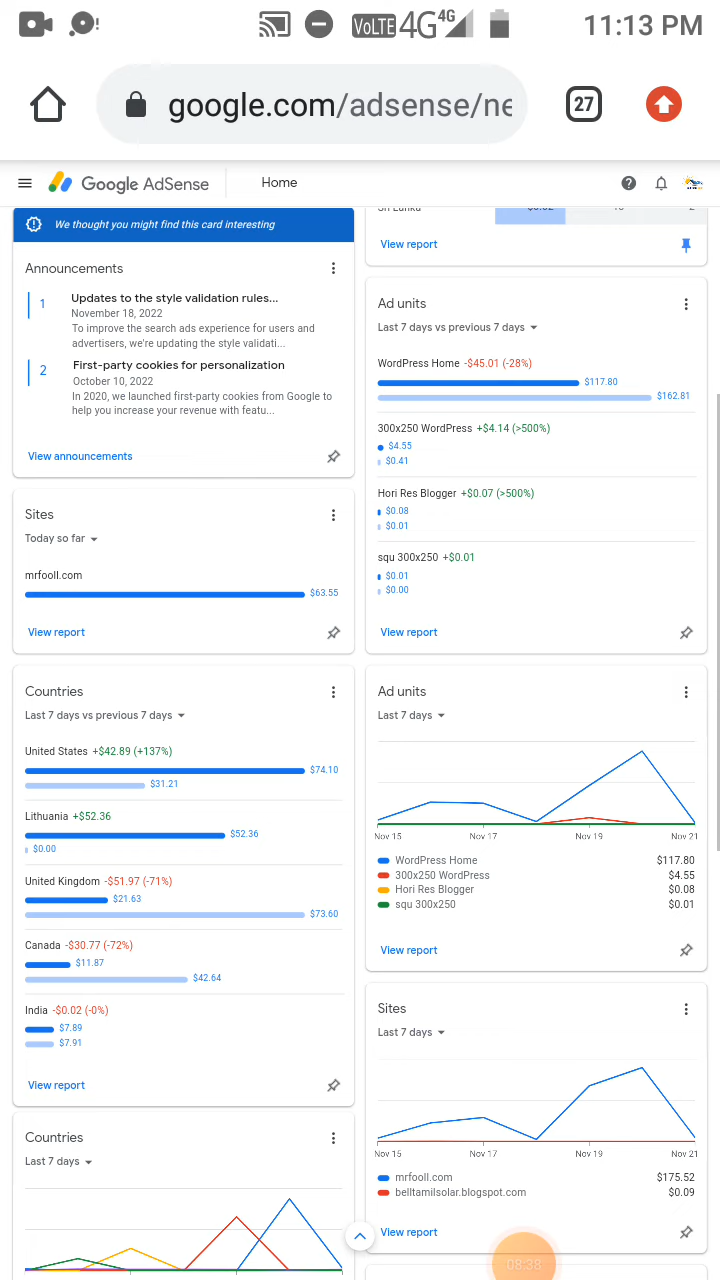 VoLTE 4G 4G 11:13 PM
google.com/adsense/ne
27
Google AdSense
Home
We thought you might find this card interesting
Announcements
1
Updates to the style validation rules...
November 18, 2022
To improve the search ads experience for users and
advertisers, we're updating the style validati...
2
First-party cookies for personalization
October 10, 2022
In 2020, we launched first-party cookies from Google to
help you increase your revenue with featu...
View announcements
Sites
Today so far
mrfooll.com
$63.55
View report
Countries
Last 7 days vs previous 7 days
United States +$42.89 (+137%)
$74.10
$31.21
Lithuania +$52.36
$52.36
$0.00
United Kingdom -$51.97 (-71%)
$21.63
$73.60
Canada -$30.77 (-72%)
$11.87
$42.64
India -$0.02 (-0%)
$7.89
$7.91
View report
Countries
Last 7 days
View report
Ad units
Last 7 days vs previous 7 days
WordPress Home -$45.01 (-28%)
$117.80
$162.81
300x250 WordPress +$4.14 (>500%)
$4.55
$0.41
Hori Res Blogger +$0.07 (>500%)
$0.08
$0.01
squ 300x250 +$0.01
$0.01
$0.00
View report
Ad units
Last 7 days
Nov 15 Nov 17 Nov 19 Nov 21
WordPress Home $117.80
300x250 WordPress $4.55
Hori Res Blogger $0.08
squ 300x250 $0.01
View report
Sites
Last 7 days
Nov 15 Nov 17 Nov 19 Nov 21
mrfooll.com $175.52
belltamilsolar.blogspot.com $0.09
View report
08:38